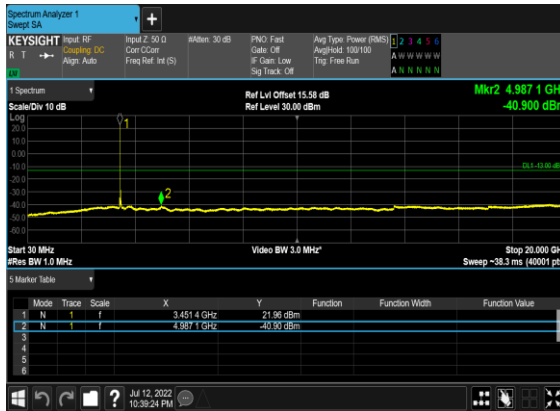 Spectrum Analyzer 1
Swept SA
+
KEYSIGHT
R T
LXI
Input: RF
Coupling: DC
Align: Auto
Input Z: 50 Ω
Corr CCorr
Freq Ref: Int (S)
#Atten: 30 dB
PNO: Fast
Gate: Off
IF Gain: Low
Sig Track: Off
Avg Type: Power (RMS)
Avg|Hold: 100/100
Trig: Free Run
1 2 3 4 5 6
A W W W W W
A N N N N N
1 Spectrum
Scale/Div 10 dB
Log
Ref Lvl Offset 15.58 dB
Ref Level 30.00 dBm
Mkr2 4.987 1 GHz
-40.900 dBm
20.0
10.0
0.00
-10.0
-20.0
-30.0
-40.0
-50.0
-60.0
1
2
DL1 -13.00 dB
Start 30 MHz
#Res BW 1.0 MHz
Video BW 3.0 MHz*
Stop 20.000 GHz
Sweep ~38.3 ms (40001 pts
5 Marker Table
Mode Trace Scale X Y Function Function Width Function Value
1 N 1 f 3.451 4 GHz 21.96 dBm
2 N 1 f 4.987 1 GHz -40.90 dBm
3
4
5
6
?
Jul 12, 2022
10:39:24 PM